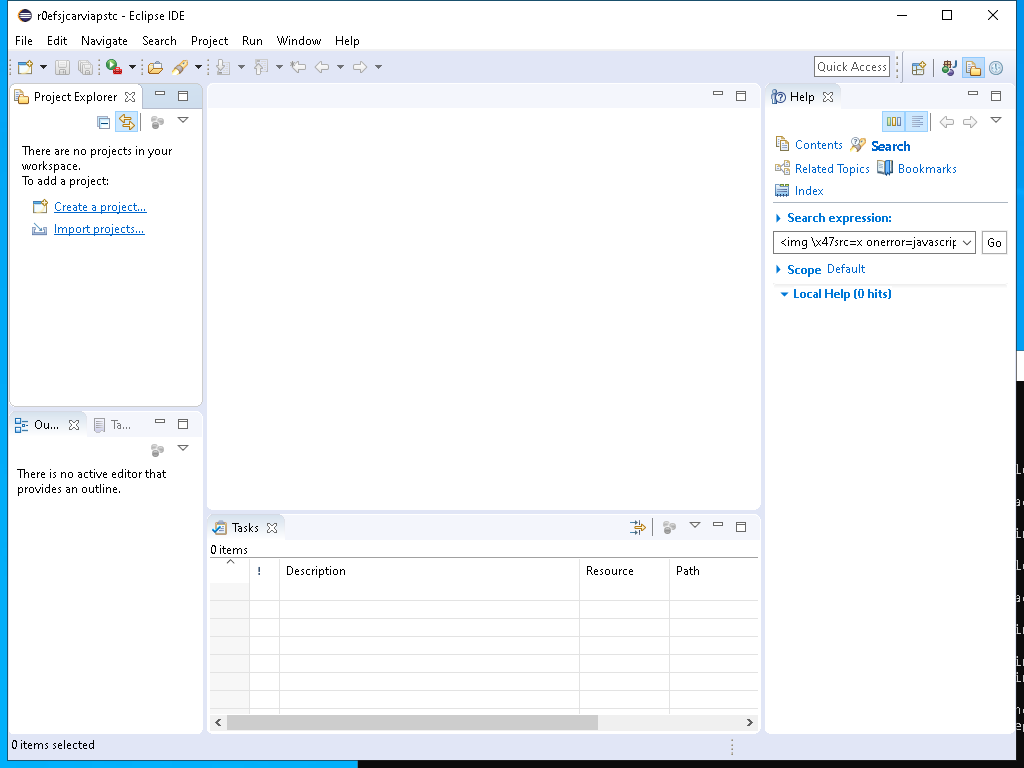 r0efsjcarviapstc - Eclipse IDE
File Edit Navigate Search Project Run Window Help
Quick Access
Project Explorer
There are no projects in your
workspace.
To add a project:
Create a project...
Import projects...
Ou...
Ta...
There is no active editor that
provides an outline.
Tasks
0 items
! Description Resource Path
Help
Contents Search
Related Topics Bookmarks
Index
Search expression:
<img \x47src=x onerror=javascrip
Go
Scope Default
Local Help (0 hits)
0 items selected